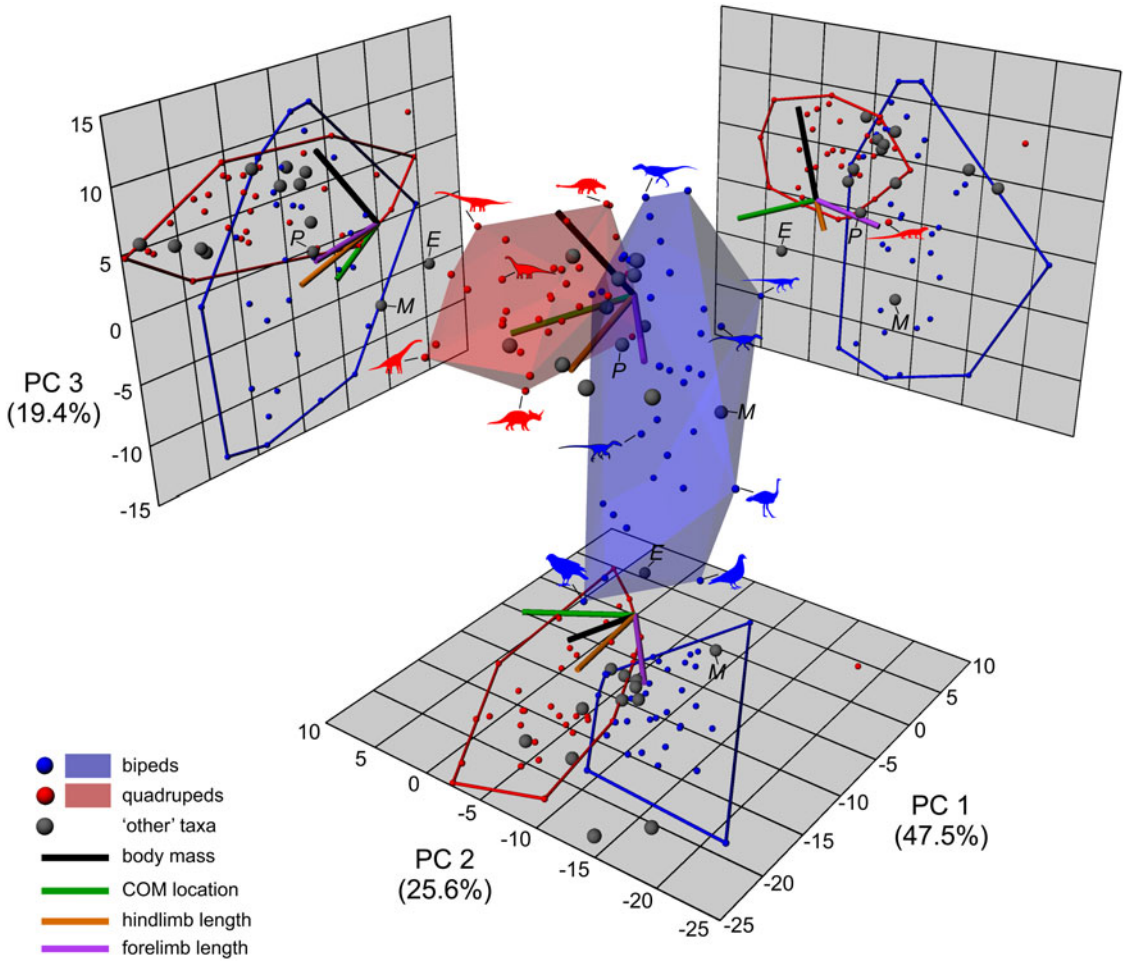 15
10
5
0
-5
-10
-15
PC 3
(19.4%)
P
E
M
E
P
M
P
M
E
M
10
5
0
-5
-10
-15
-20
-25
PC 2
(25.6%)
10
5
0
-5
-10
-15
-20
-25
PC 1
(47.5%)
bipeds
quadrupeds
‘other’ taxa
body mass
COM location
hindlimb length
forelimb length